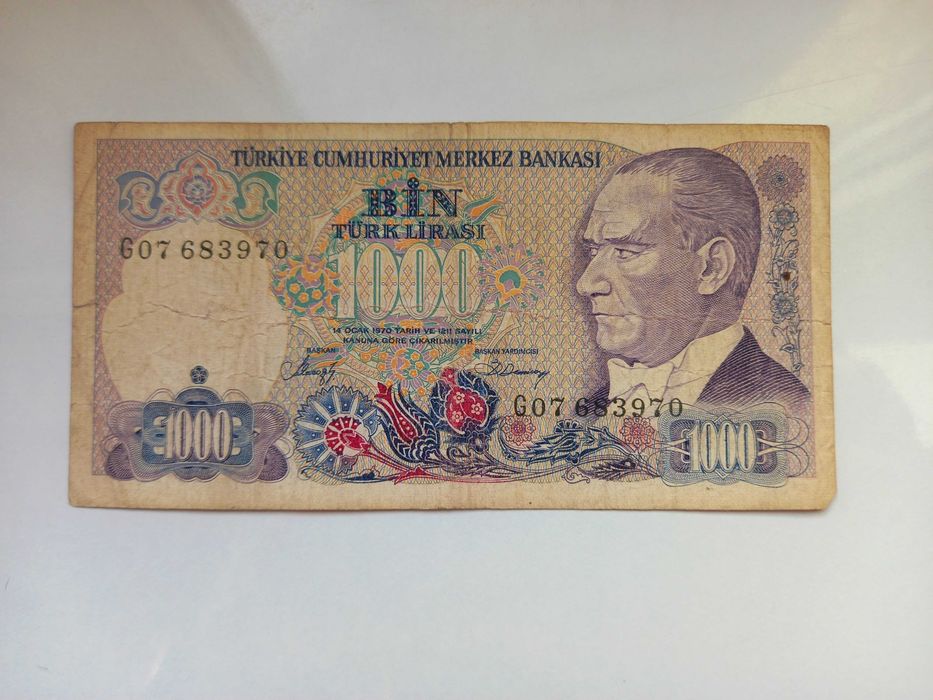 TÜRKİYE CUMHURİYET MERKEZ BANKASI
BİN
TÜRK LİRASI
G07 683970
1000
14 OCAK 1970 TARİH VE 1211 SAYILI
KANUNA GÖRE ÇIKARILMIŞTIR
BAŞKAN BAŞKAN YARDIMCISI
G07 683970
1000
1000